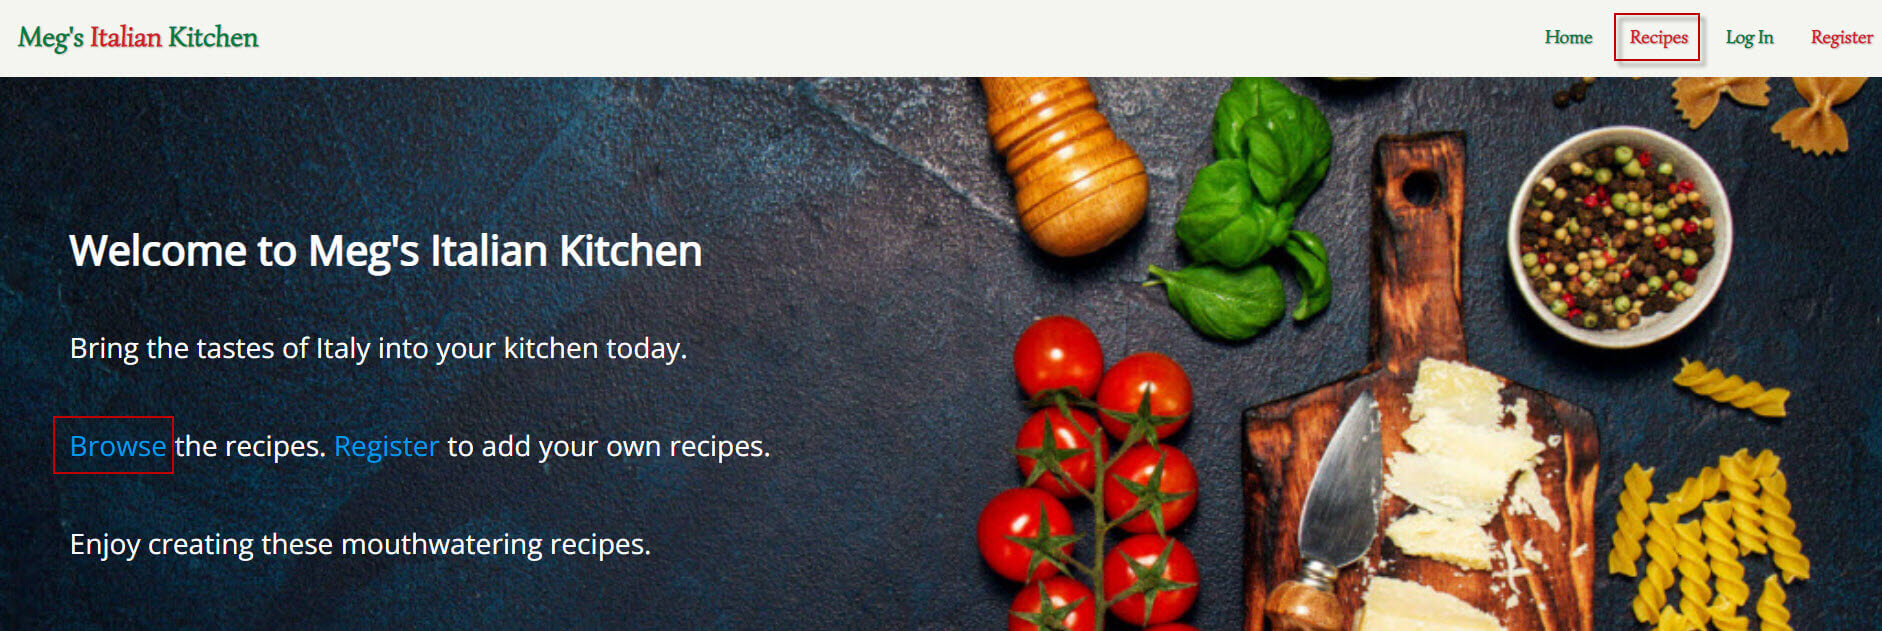 Meg's Italian Kitchen
Home Recipes Log In Register
Welcome to Meg's Italian Kitchen
Bring the tastes of Italy into your kitchen today.
Browse the recipes. Register to add your own recipes.
Enjoy creating these mouthwatering recipes.